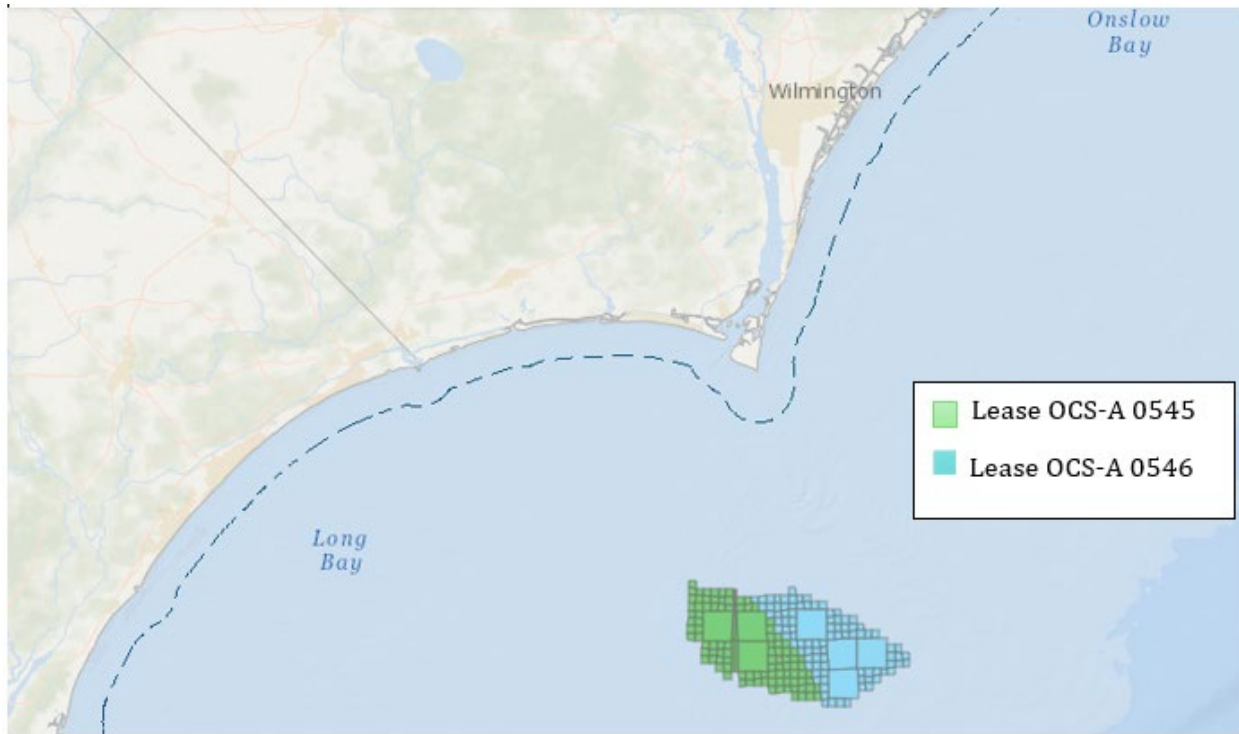 Onslow
Bay
Wilmington
Lease OCS-A 0545
Lease OCS-A 0546
Long
Bay